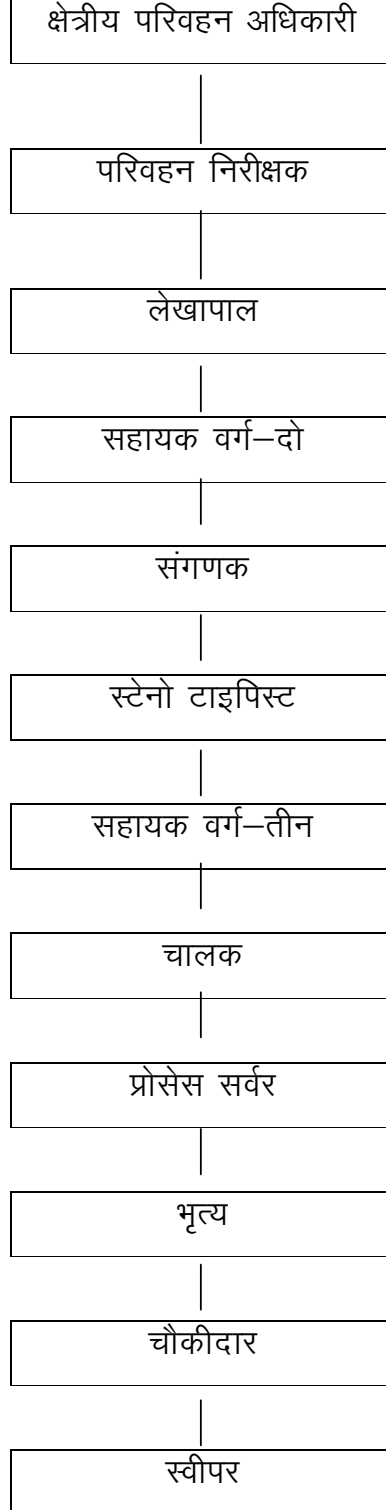 क्षेत्रीय परिवहन अधिकारी
परिवहन निरीक्षक
लेखापाल
सहायक वर्ग–दो
संगणक
स्टेनो टाइपिस्ट
सहायक वर्ग–तीन
चालक
प्रोसेस सर्वर
भृत्य
चौकीदार
स्वीपर